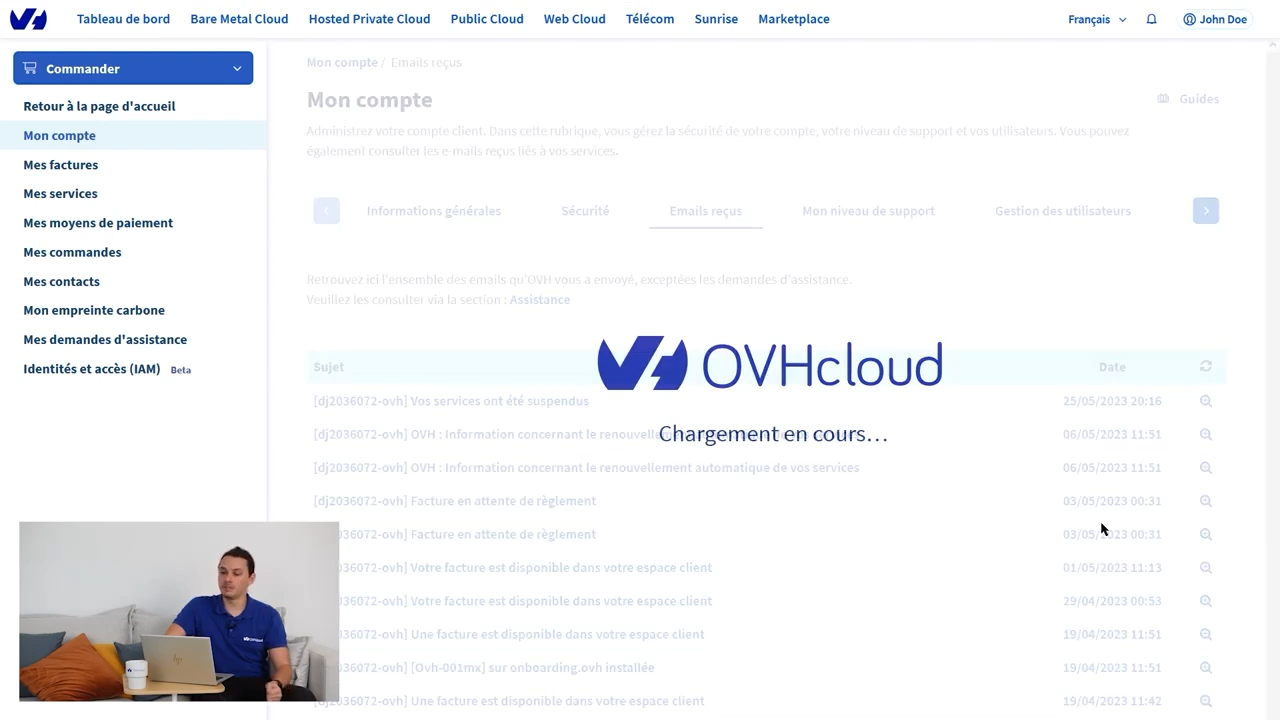 Tableau de bord Bare Metal Cloud Hosted Private Cloud Public Cloud Web Cloud Télécom Sunrise Marketplace Français John Doe
Commander
Retour à la page d'accueil
Mon compte
Mes factures
Mes services
Mes moyens de paiement
Mes commandes
Mes contacts
Mon empreinte carbone
Mes demandes d'assistance
Identités et accès (IAM) Beta
Mon compte / Emails reçus
Mon compte
Guides
Administrez votre compte client. Dans cette rubrique, vous gérez la sécurité de votre compte, votre niveau de support et vos utilisateurs. Vous pouvez
également consulter les e-mails reçus liés à vos services.
Informations générales Sécurité Emails reçus Mon niveau de support Gestion des utilisateurs
Retrouvez ici l'ensemble des emails qu'OVH vous a envoyé, exceptées les demandes d'assistance.
Veuillez les consulter via la section : Assistance
OVHcloud
Chargement en cours...
Sujet Date
[dj2036072-ovh] Vos services ont été suspendus 25/05/2023 20:16
[dj2036072-ovh] OVH : Information concernant le 06/05/2023 11:51
[dj2036072-ovh] OVH : Information concernant le renouvellement automatique de vos services 06/05/2023 11:51
[dj2036072-ovh] Facture en attente de règlement 03/05/2023 00:31
036072-ovh] Facture en attente de règlement 03/05/2023 00:31
036072-ovh] Votre facture est disponible dans votre espace client 01/05/2023 11:13
036072-ovh] Votre facture est disponible dans votre espace client 29/04/2023 00:53
036072-ovh] Une facture est disponible dans votre espace client 19/04/2023 11:51
036072-ovh] [Ovh-001mx] sur onboarding.ovh installée 19/04/2023 11:51
036072-ovh] Une facture est disponible dans votre espace client 19/04/2023 11:42
OVHcloud